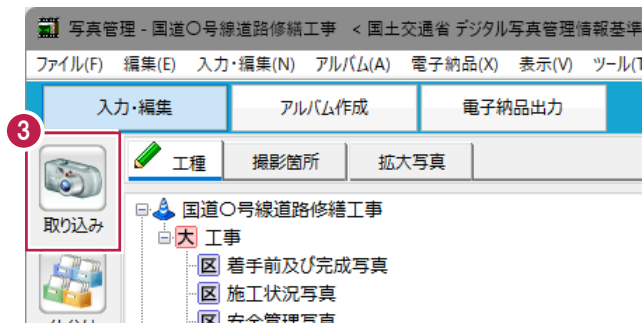 写真管理 - 国道〇号線道路修繕工事 < 国土交通省 デジタル写真管理情報基準
ファイル(F) 編集(E) 入力・編集(N) アルバム(A) 電子納品(X) 表示(V) ツール(T
入力・編集 アルバム作成 電子納品出力
3
工種 撮影箇所 拡大写真
取り込み
国道〇号線道路修繕工事
大 工事
区 着手前及び完成写真
区 施工状況写真
区 安全管理写真